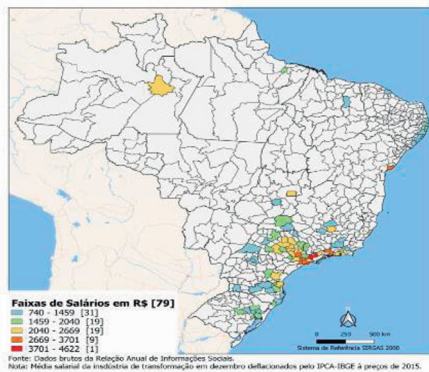 Faixas de Salários em R$ [79]
740 - 1459 [31]
1459 - 2040 [19]
2040 - 2669 [19]
2669 - 3701 [9]
3701 - 4622 [1]
0 250 500 km
Sistema de Referência SIRGAS 2000
Fonte: Dados brutos da Relação Anual de Informações Sociais.
Nota: Média salarial da insdústria de transformação em dezembro deflacionados pelo IPCA-IBGE à preços de 2015.